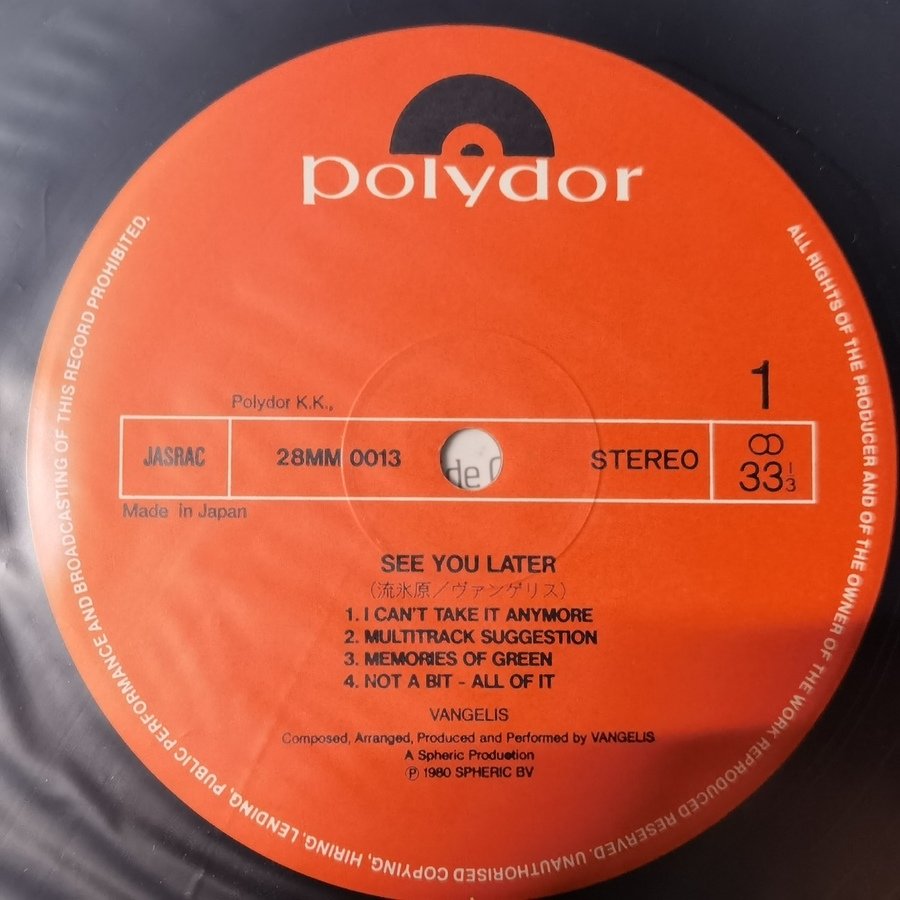 polydor
ALL RIGHTS OF THE PRODUCER AND OF THE OWNER OF THE WORK REPRODUCED RESERVED. UNAUTHORISED COPYING, HIRING, LENDING, PUBLIC PERFORMANCE AND BROADCASTING OF THIS RECORD PROHIBITED.
1
Polydor K.K.
JASRAC
28MM 0013
de
STEREO
33 1/3
Made in Japan
SEE YOU LATER
(流氷原/ヴァンゲリス)
1. I CAN'T TAKE IT ANYMORE
2. MULTITRACK SUGGESTION
3. MEMORIES OF GREEN
4. NOT A BIT - ALL OF IT
VANGELIS
Composed, Arranged, Produced and Performed by VANGELIS
A Spheric Production
Ⓟ 1980 SPHERIC BV